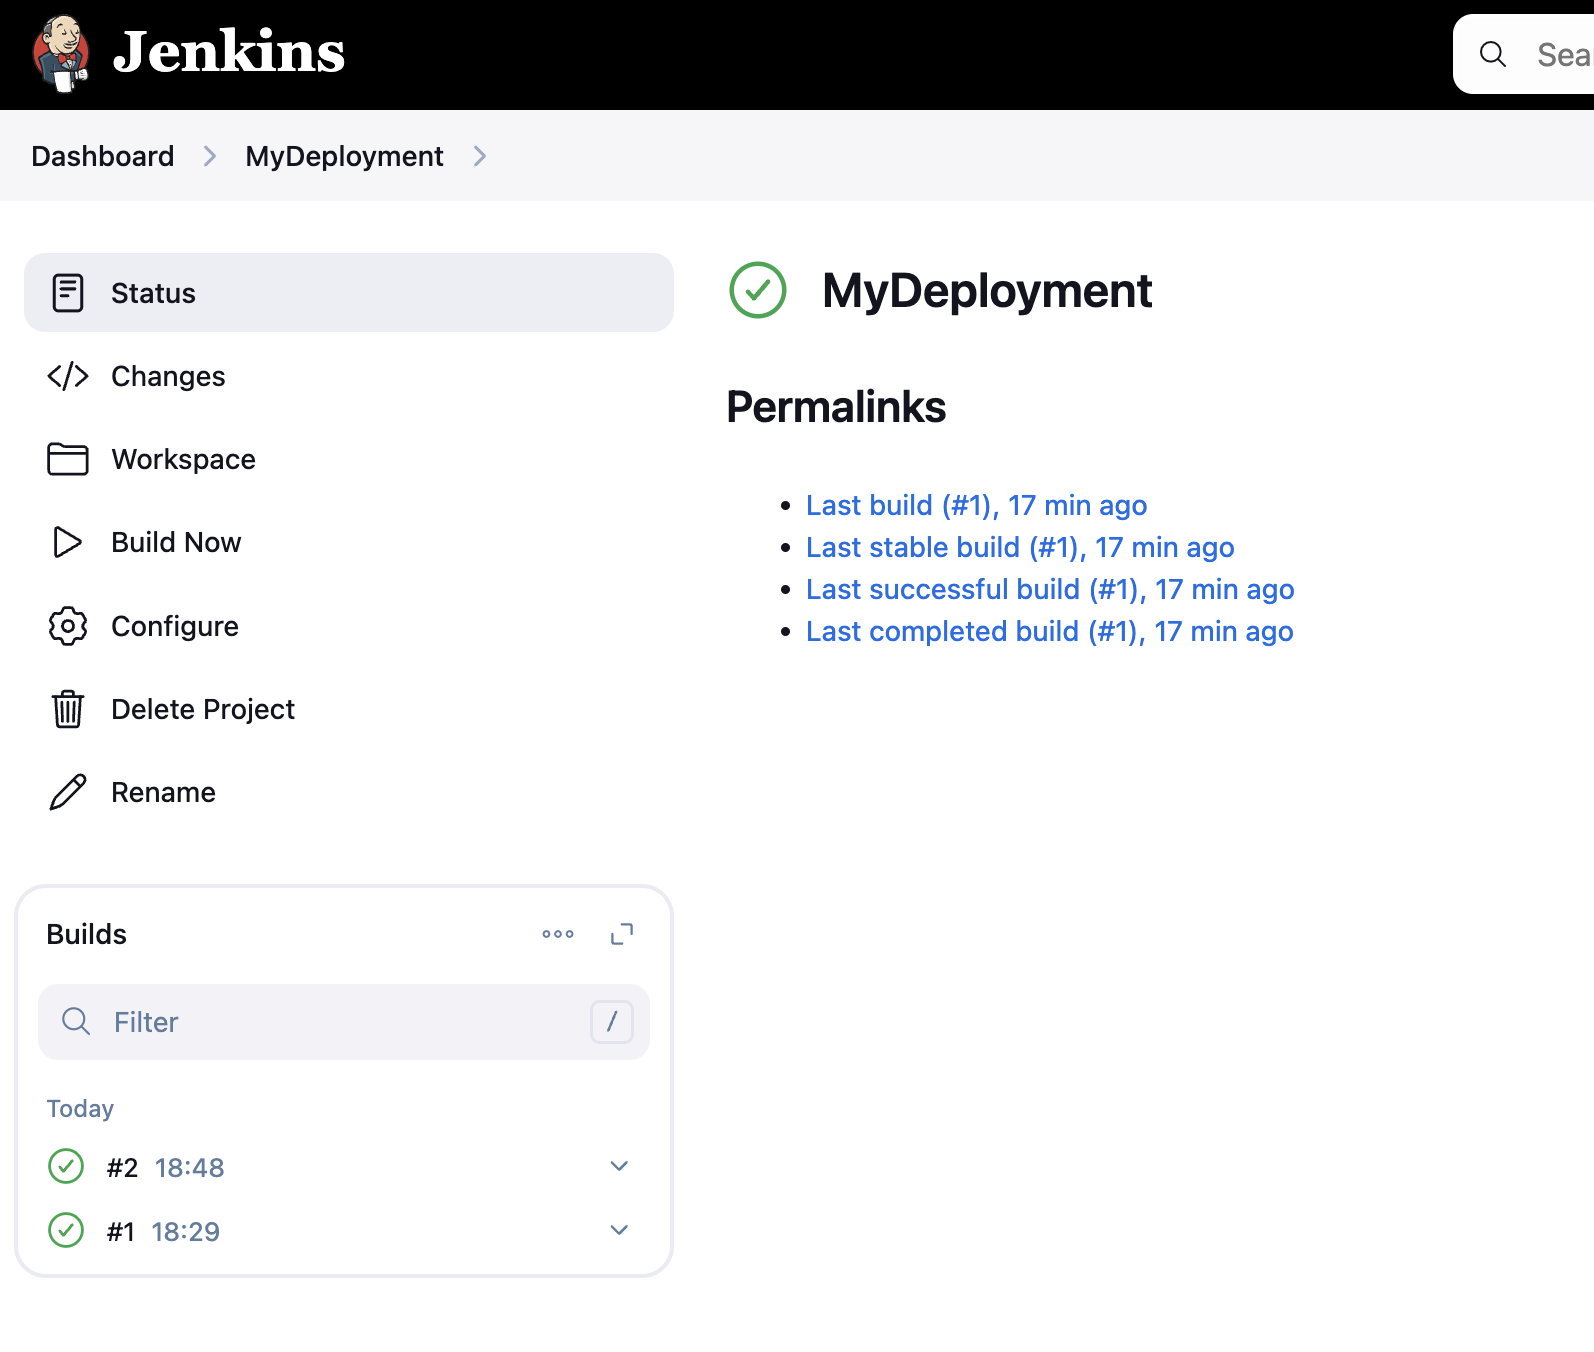 Jenkins
Sea
Dashboard
MyDeployment
Status
Changes
Workspace
Build Now
Configure
Delete Project
Rename
MyDeployment
Permalinks
Last build (#1), 17 min ago
Last stable build (#1), 17 min ago
Last successful build (#1), 17 min ago
Last completed build (#1), 17 min ago
Builds
Filter /
Today
#2 18:48
#1 18:29